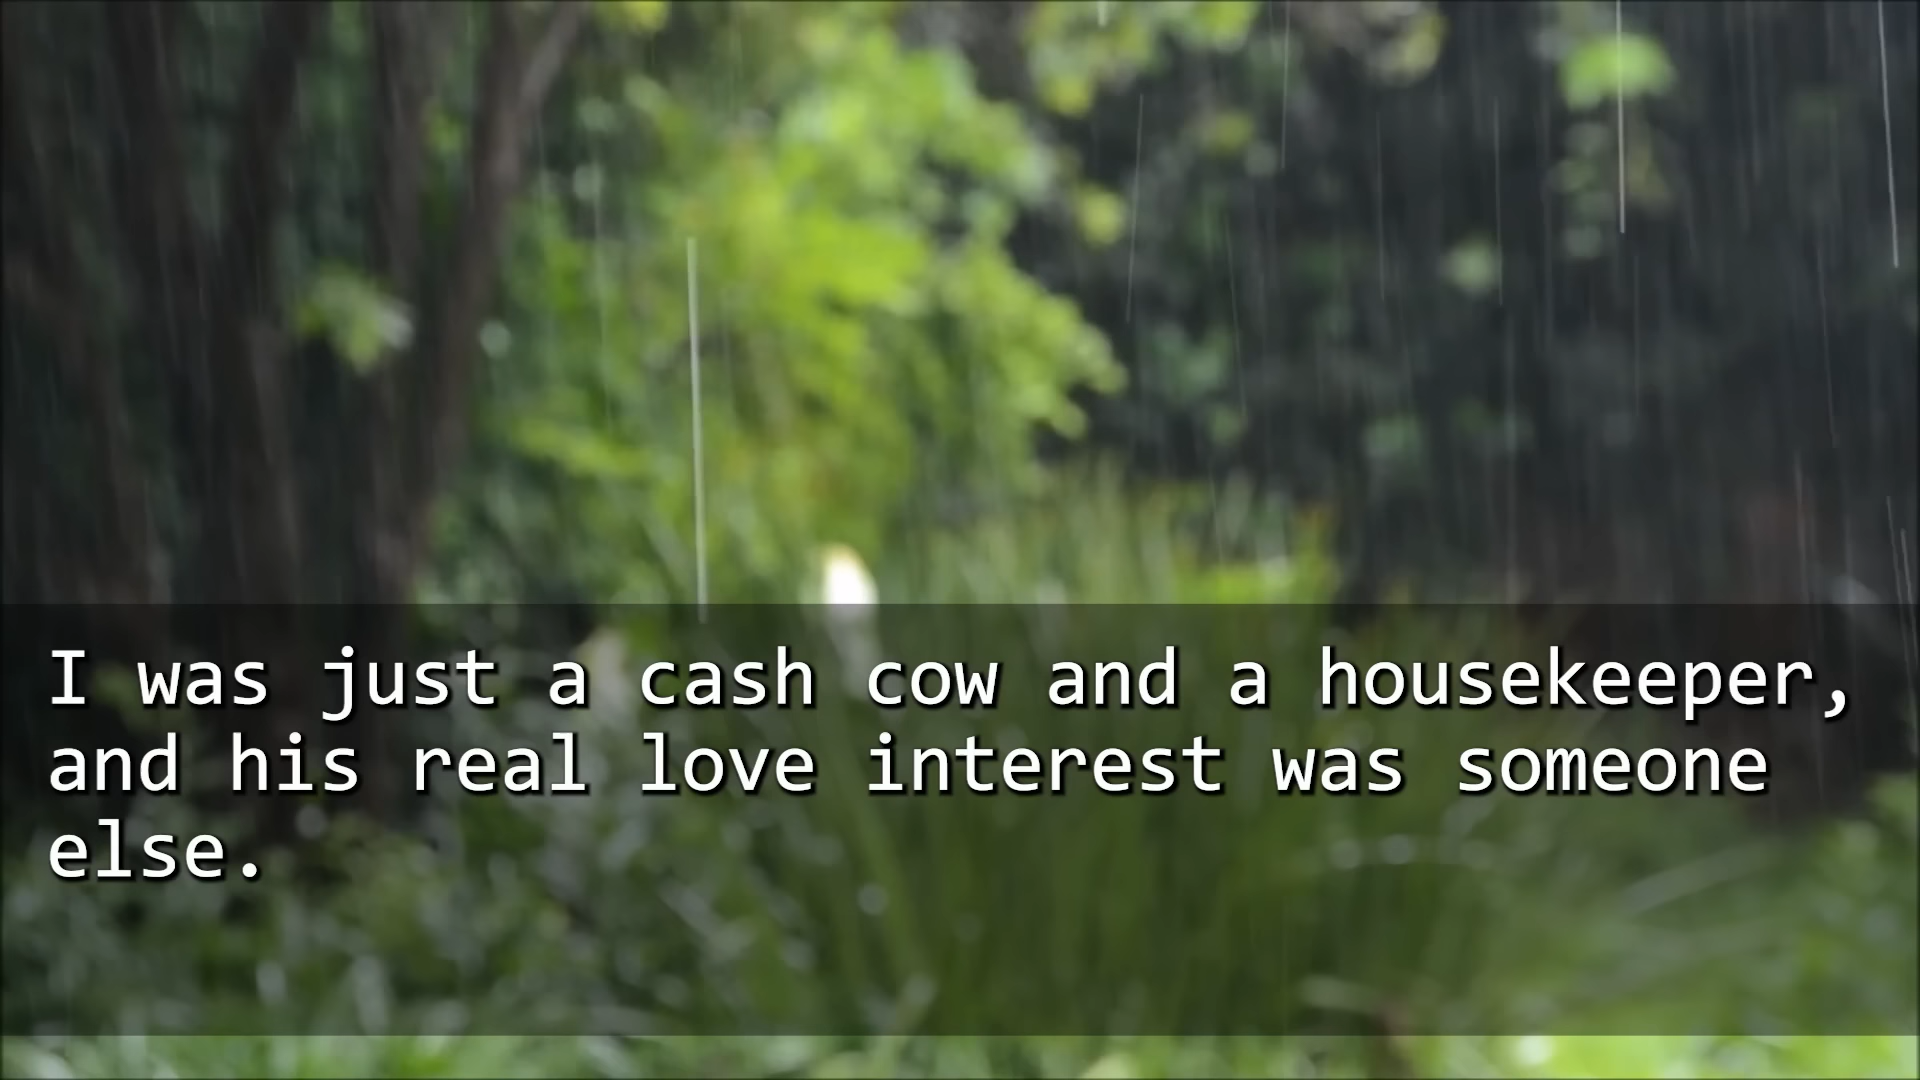 I was just a cash cow and a housekeeper,
and his real love interest was someone
else.